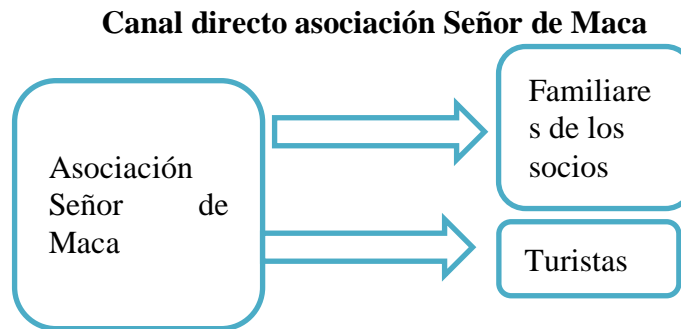 Canal directo asociación Señor de Maca
Asociación
Señor de
Maca
Familiare
s de los
socios
Turistas